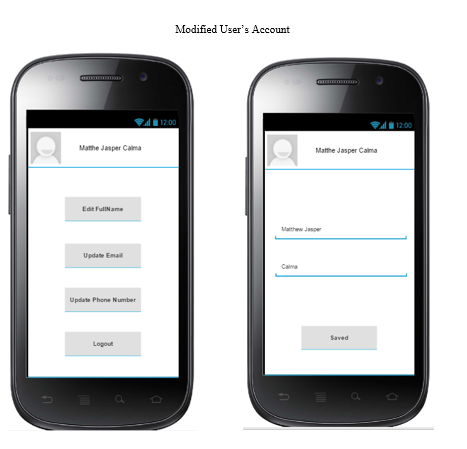 Modified User's Account
12:00
Matthe Jasper Calma
Edit FullName
Update Email
Update Phone Number
Logout
12:00
Matthe Jasper Calma
Matthew Jasper
Calma
Saved